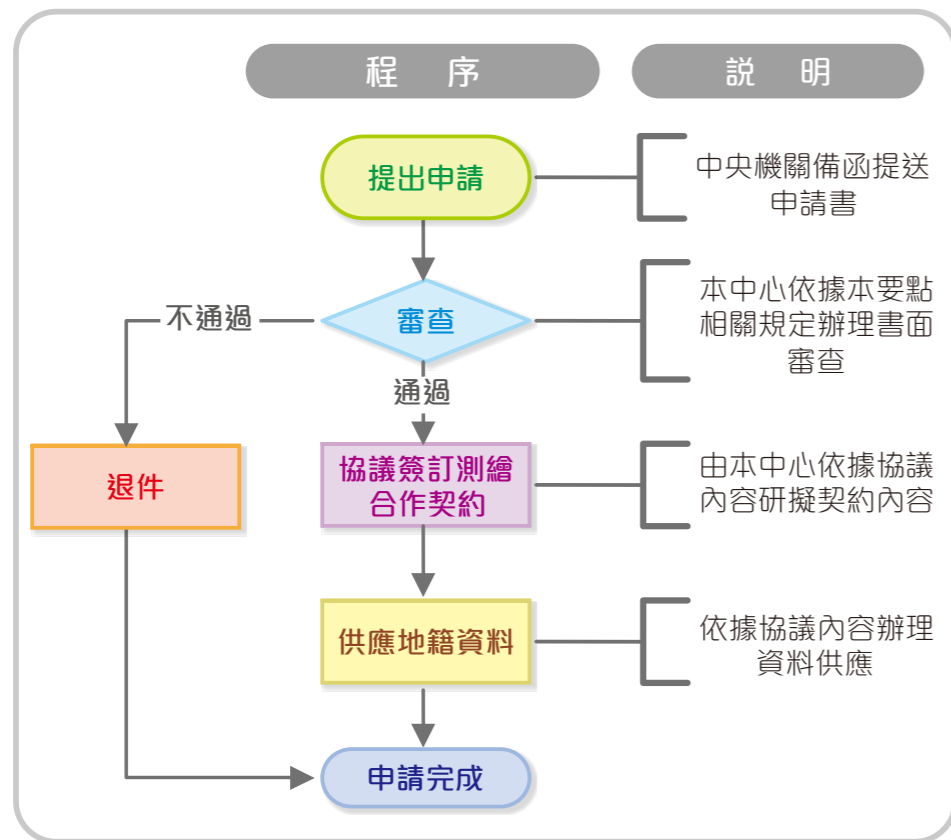 程 序
説 明
提出申請
中央機關備函提送
申請書
審查
本中心依據本要點
相關規定辦理書面
審查
不通過
通過
退件
協議簽訂測繪
合作契約
由本中心依據協議
內容研擬契約內容
供應地籍資料
依據協議內容辦理
資料供應
申請完成